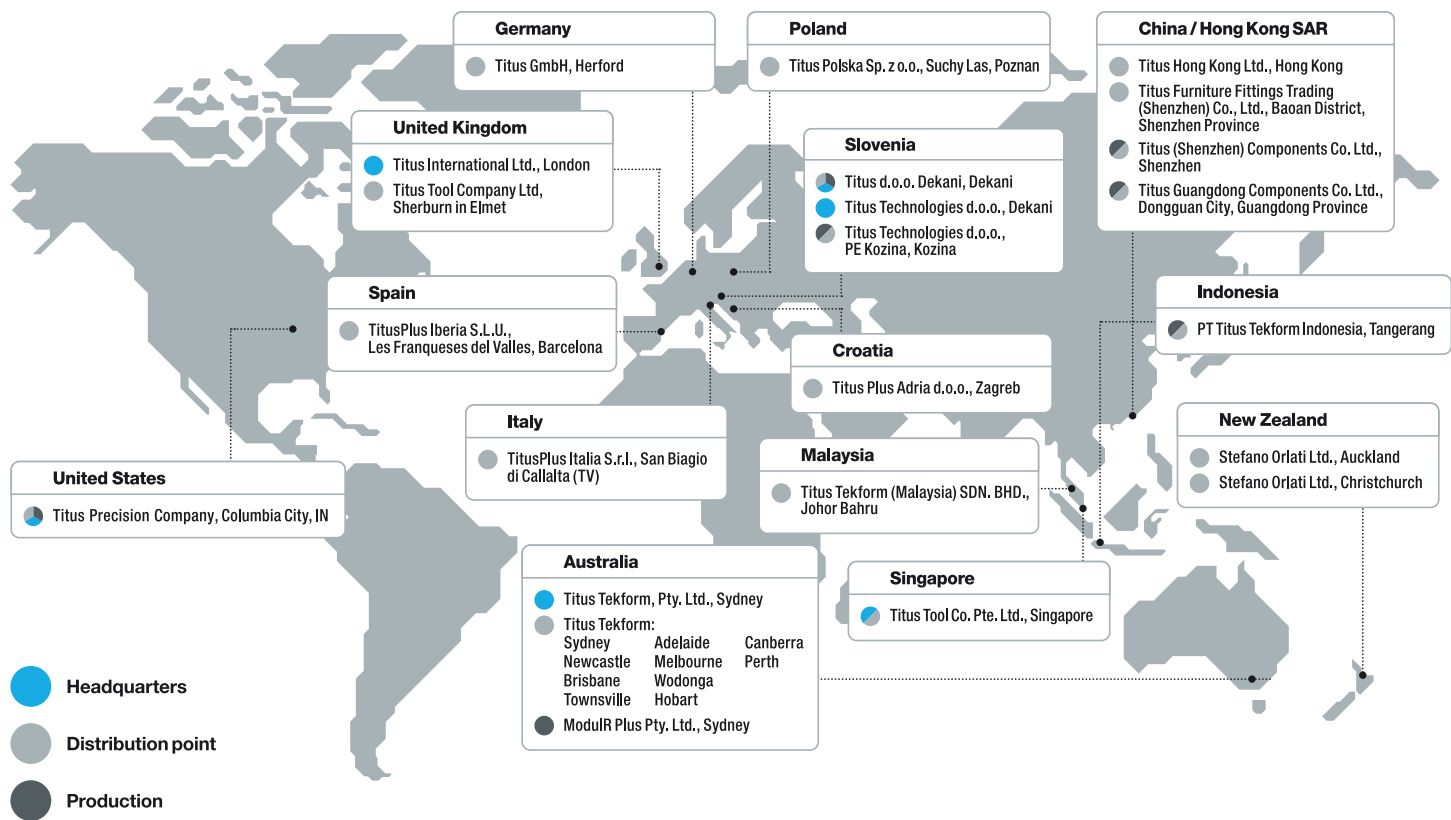 Germany
Titus GmbH, Herford
Poland
Titus Polska Sp. z o.o., Suchy Las, Poznan
China / Hong Kong SAR
Titus Hong Kong Ltd., Hong Kong
Titus Furniture Fittings Trading
(Shenzhen) Co., Ltd., Baoan District,
Shenzhen Province
Titus (Shenzhen) Components Co. Ltd.,
Shenzhen
Titus Guangdong Components Co. Ltd.,
Dongguan City, Guangdong Province
United Kingdom
Titus International Ltd., London
Titus Tool Company Ltd,
Sherburn in Elmet
Slovenia
Titus d.o.o. Dekani, Dekani
Titus Technologies d.o.o., Dekani
Titus Technologies d.o.o.,
PE Kozina, Kozina
Spain
TitusPlus Iberia S.L.U.,
Les Franqueses del Valles, Barcelona
Indonesia
PT Titus Tekform Indonesia, Tangerang
Croatia
Titus Plus Adria d.o.o., Zagreb
Italy
TitusPlus Italia S.r.l., San Biagio
di Callalta (TV)
New Zealand
Stefano Orlati Ltd., Auckland
Stefano Orlati Ltd., Christchurch
Malaysia
Titus Tekform (Malaysia) SDN. BHD.,
Johor Bahru
United States
Titus Precision Company, Columbia City, IN
Australia
Titus Tekform, Pty. Ltd., Sydney
Titus Tekform:
Sydney Adelaide Canberra
Newcastle Melbourne Perth
Brisbane Wodonga
Townsville Hobart
ModulR Plus Pty. Ltd., Sydney
Singapore
Titus Tool Co. Pte. Ltd., Singapore
Headquarters
Distribution point
Production